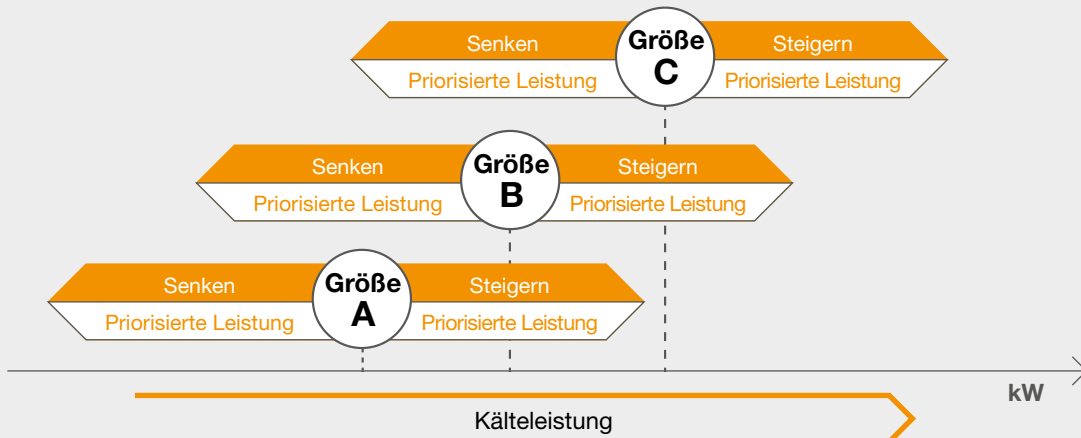 Senken Größe C Steigern
Priorisierte Leistung Priorisierte Leistung
Senken Größe B Steigern
Priorisierte Leistung Priorisierte Leistung
Senken Größe A Steigern
Priorisierte Leistung Priorisierte Leistung
kW
Kälteleistung